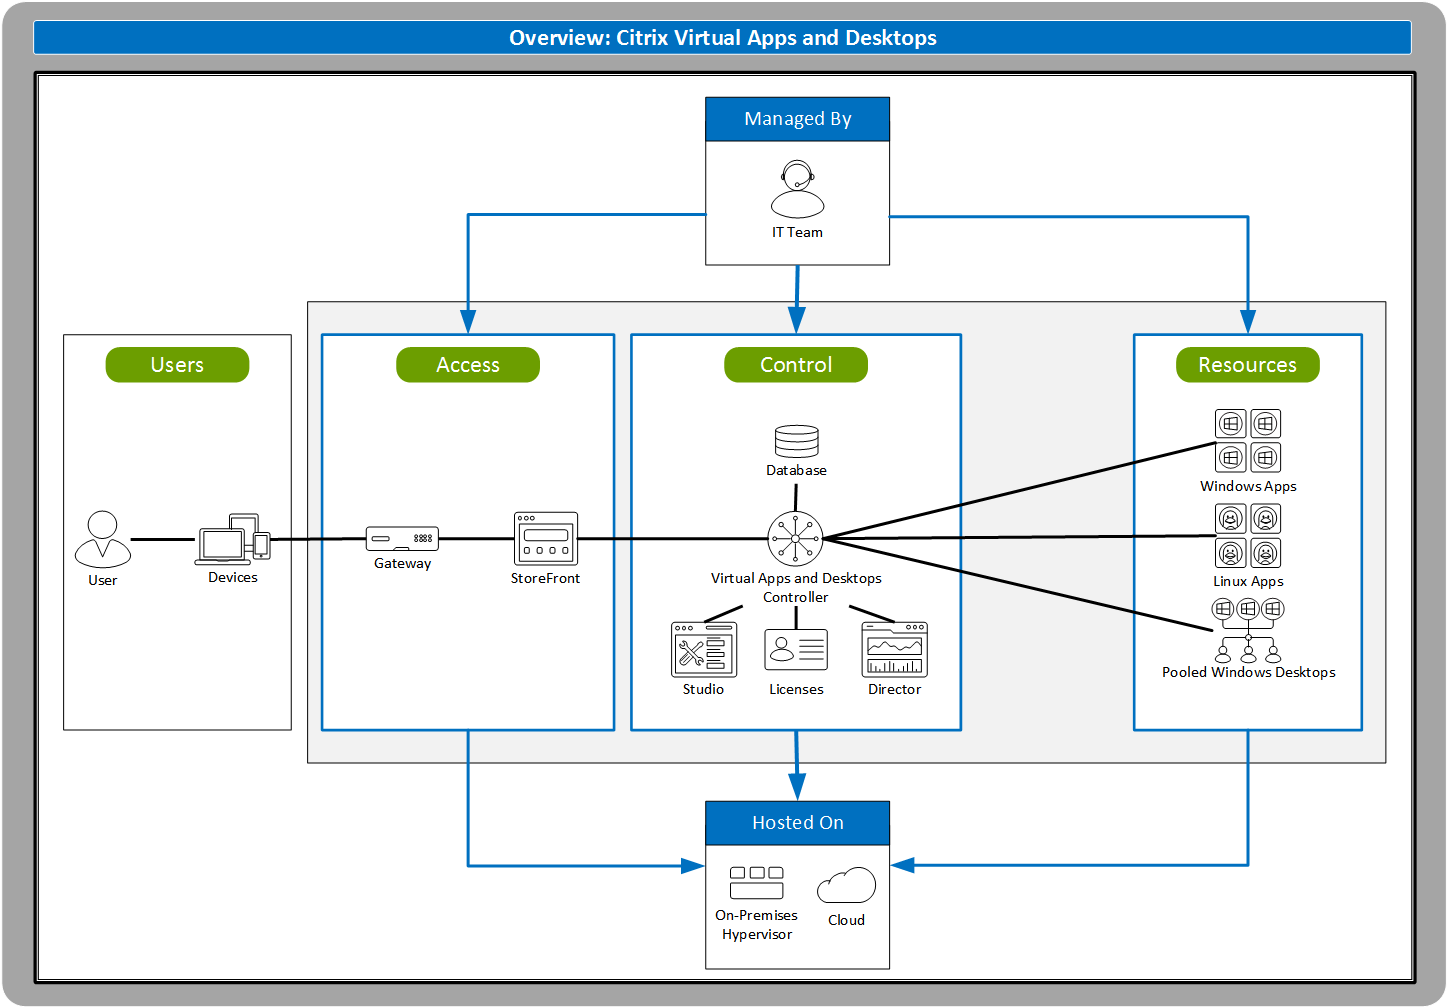 Overview: Citrix Virtual Apps and Desktops
Managed By
IT Team
Users
Access
Control
Resources
Database
Windows Apps
User
Devices
Gateway
StoreFront
Virtual Apps and Desktops
Controller
Linux Apps
Studio
Licenses
Director
Pooled Windows Desktops
Hosted On
On-Premises
Hypervisor
Cloud